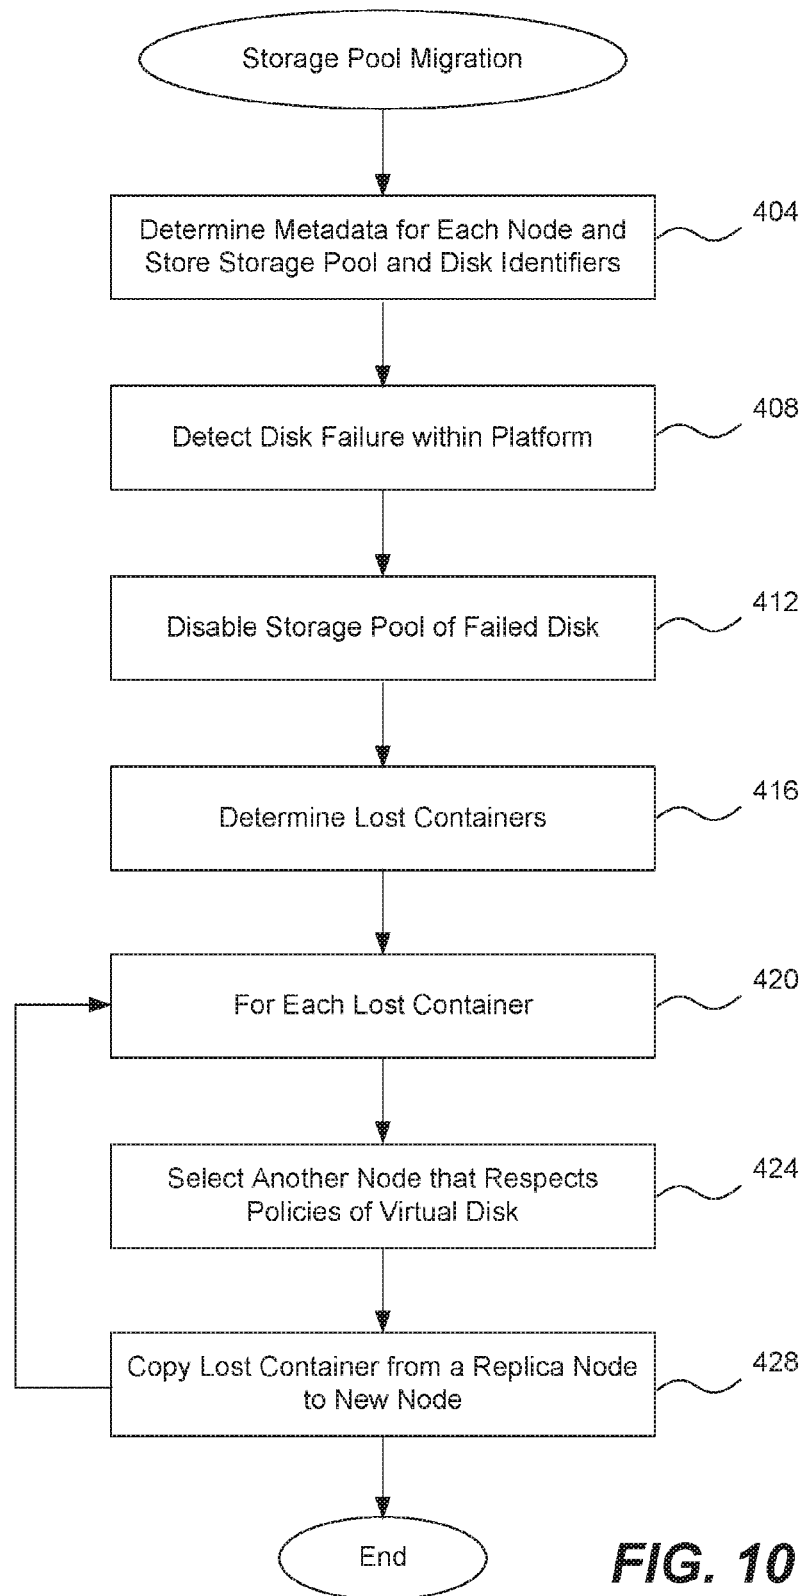 Storage Pool Migration
Determine Metadata for Each Node and
Store Storage Pool and Disk Identifiers
404
Detect Disk Failure within Platform
408
Disable Storage Pool of Failed Disk
412
Determine Lost Containers
416
For Each Lost Container
420
Select Another Node that Respects
Policies of Virtual Disk
424
Copy Lost Container from a Replica Node
to New Node
428
End
FIG. 10